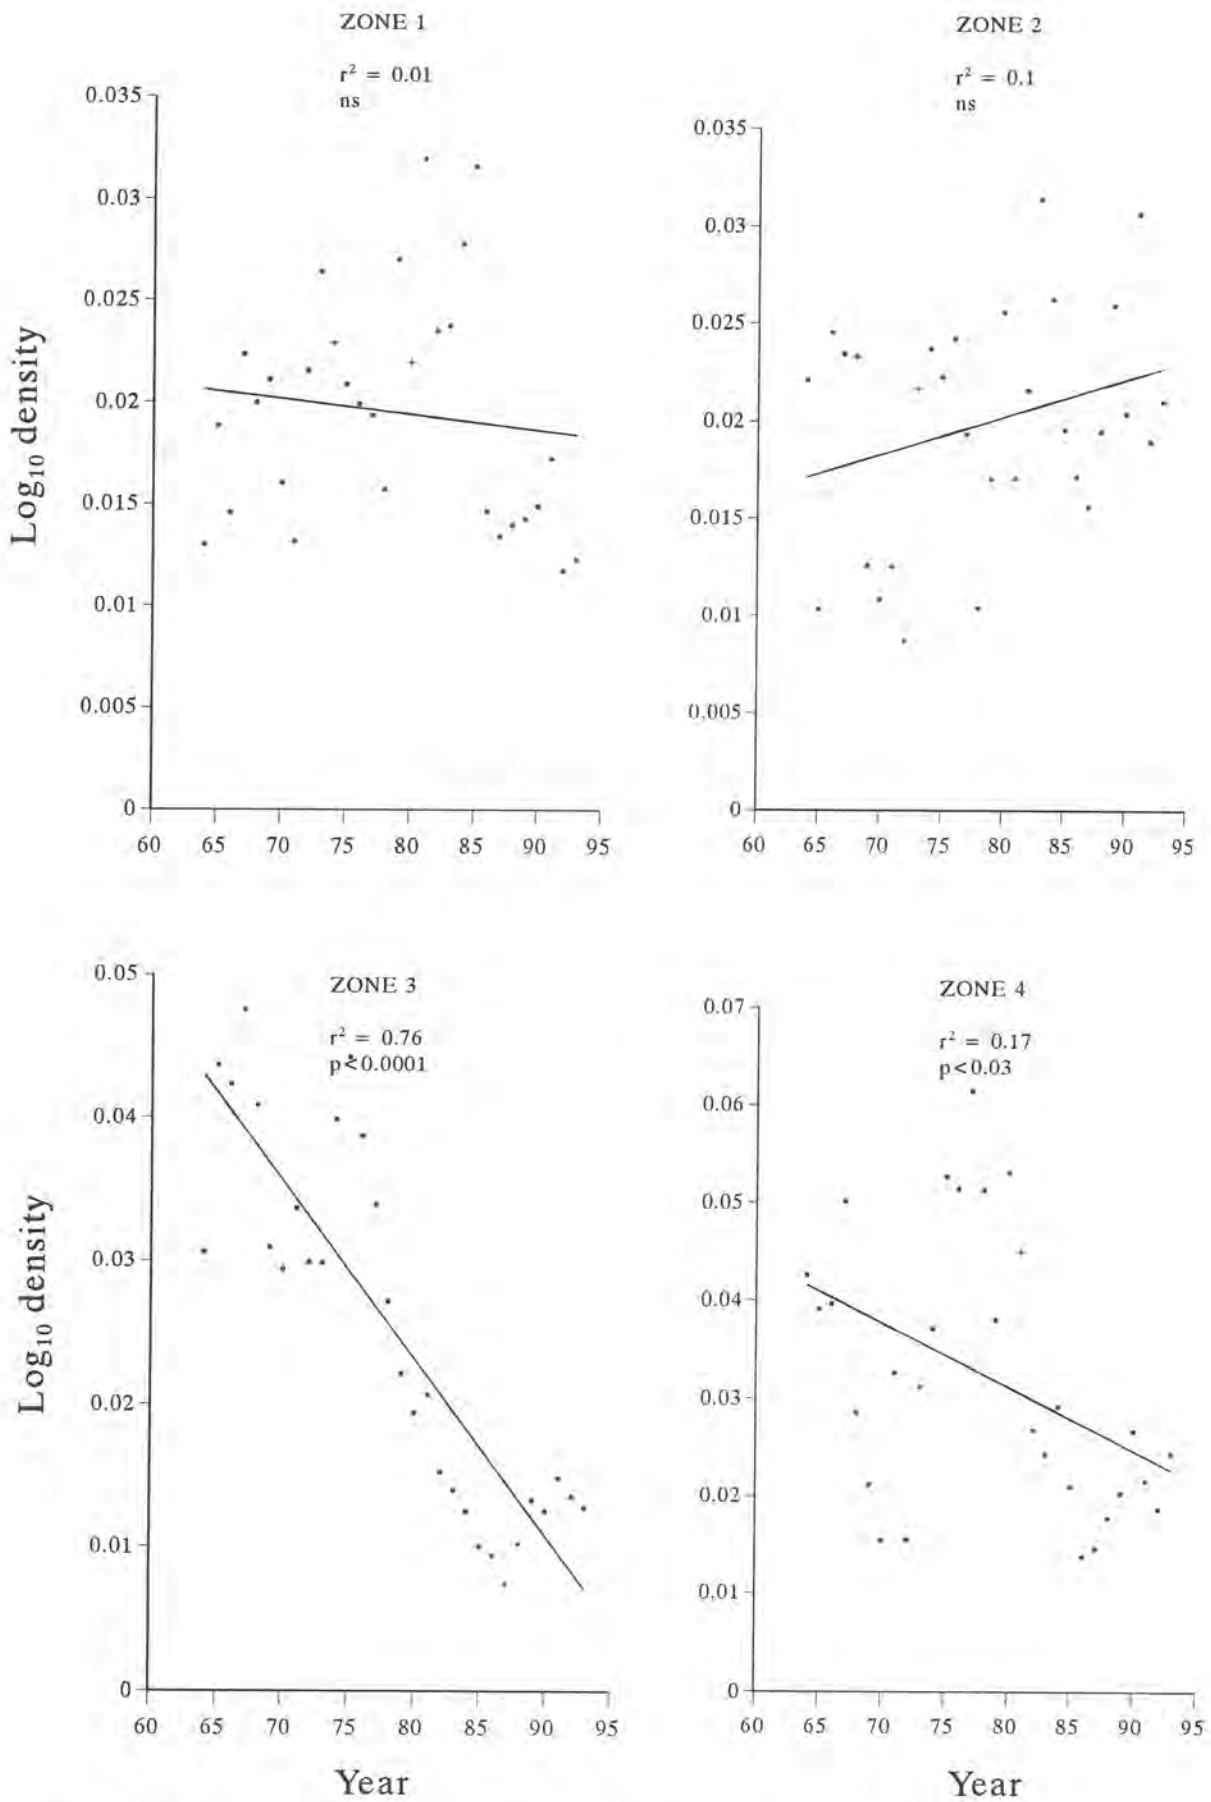 ZONE 1
r² = 0.01
ns
0.035
0.03
0.025
0.02
0.015
0.01
0.005
0
60 65 70 75 80 85 90 95
Log₁₀ density
ZONE 2
r² = 0.1
ns
0.035
0.03
0.025
0.02
0.015
0.01
0.005
0
60 65 70 75 80 85 90 95
ZONE 3
r² = 0.76
p<0.0001
0.05
0.04
0.03
0.02
0.01
0
60 65 70 75 80 85 90 95
Log₁₀ density
Year
ZONE 4
r² = 0.17
p<0.03
0.07
0.06
0.05
0.04
0.03
0.02
0.01
0
60 65 70 75 80 85 90 95
Year